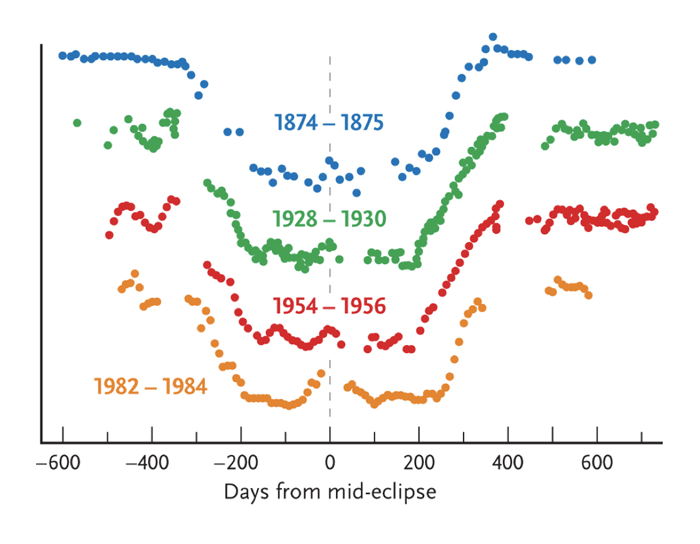 1874 – 1875
1928 – 1930
1954 – 1956
1982 – 1984
−600 −400 −200 0 200 400 600
Days from mid-eclipse